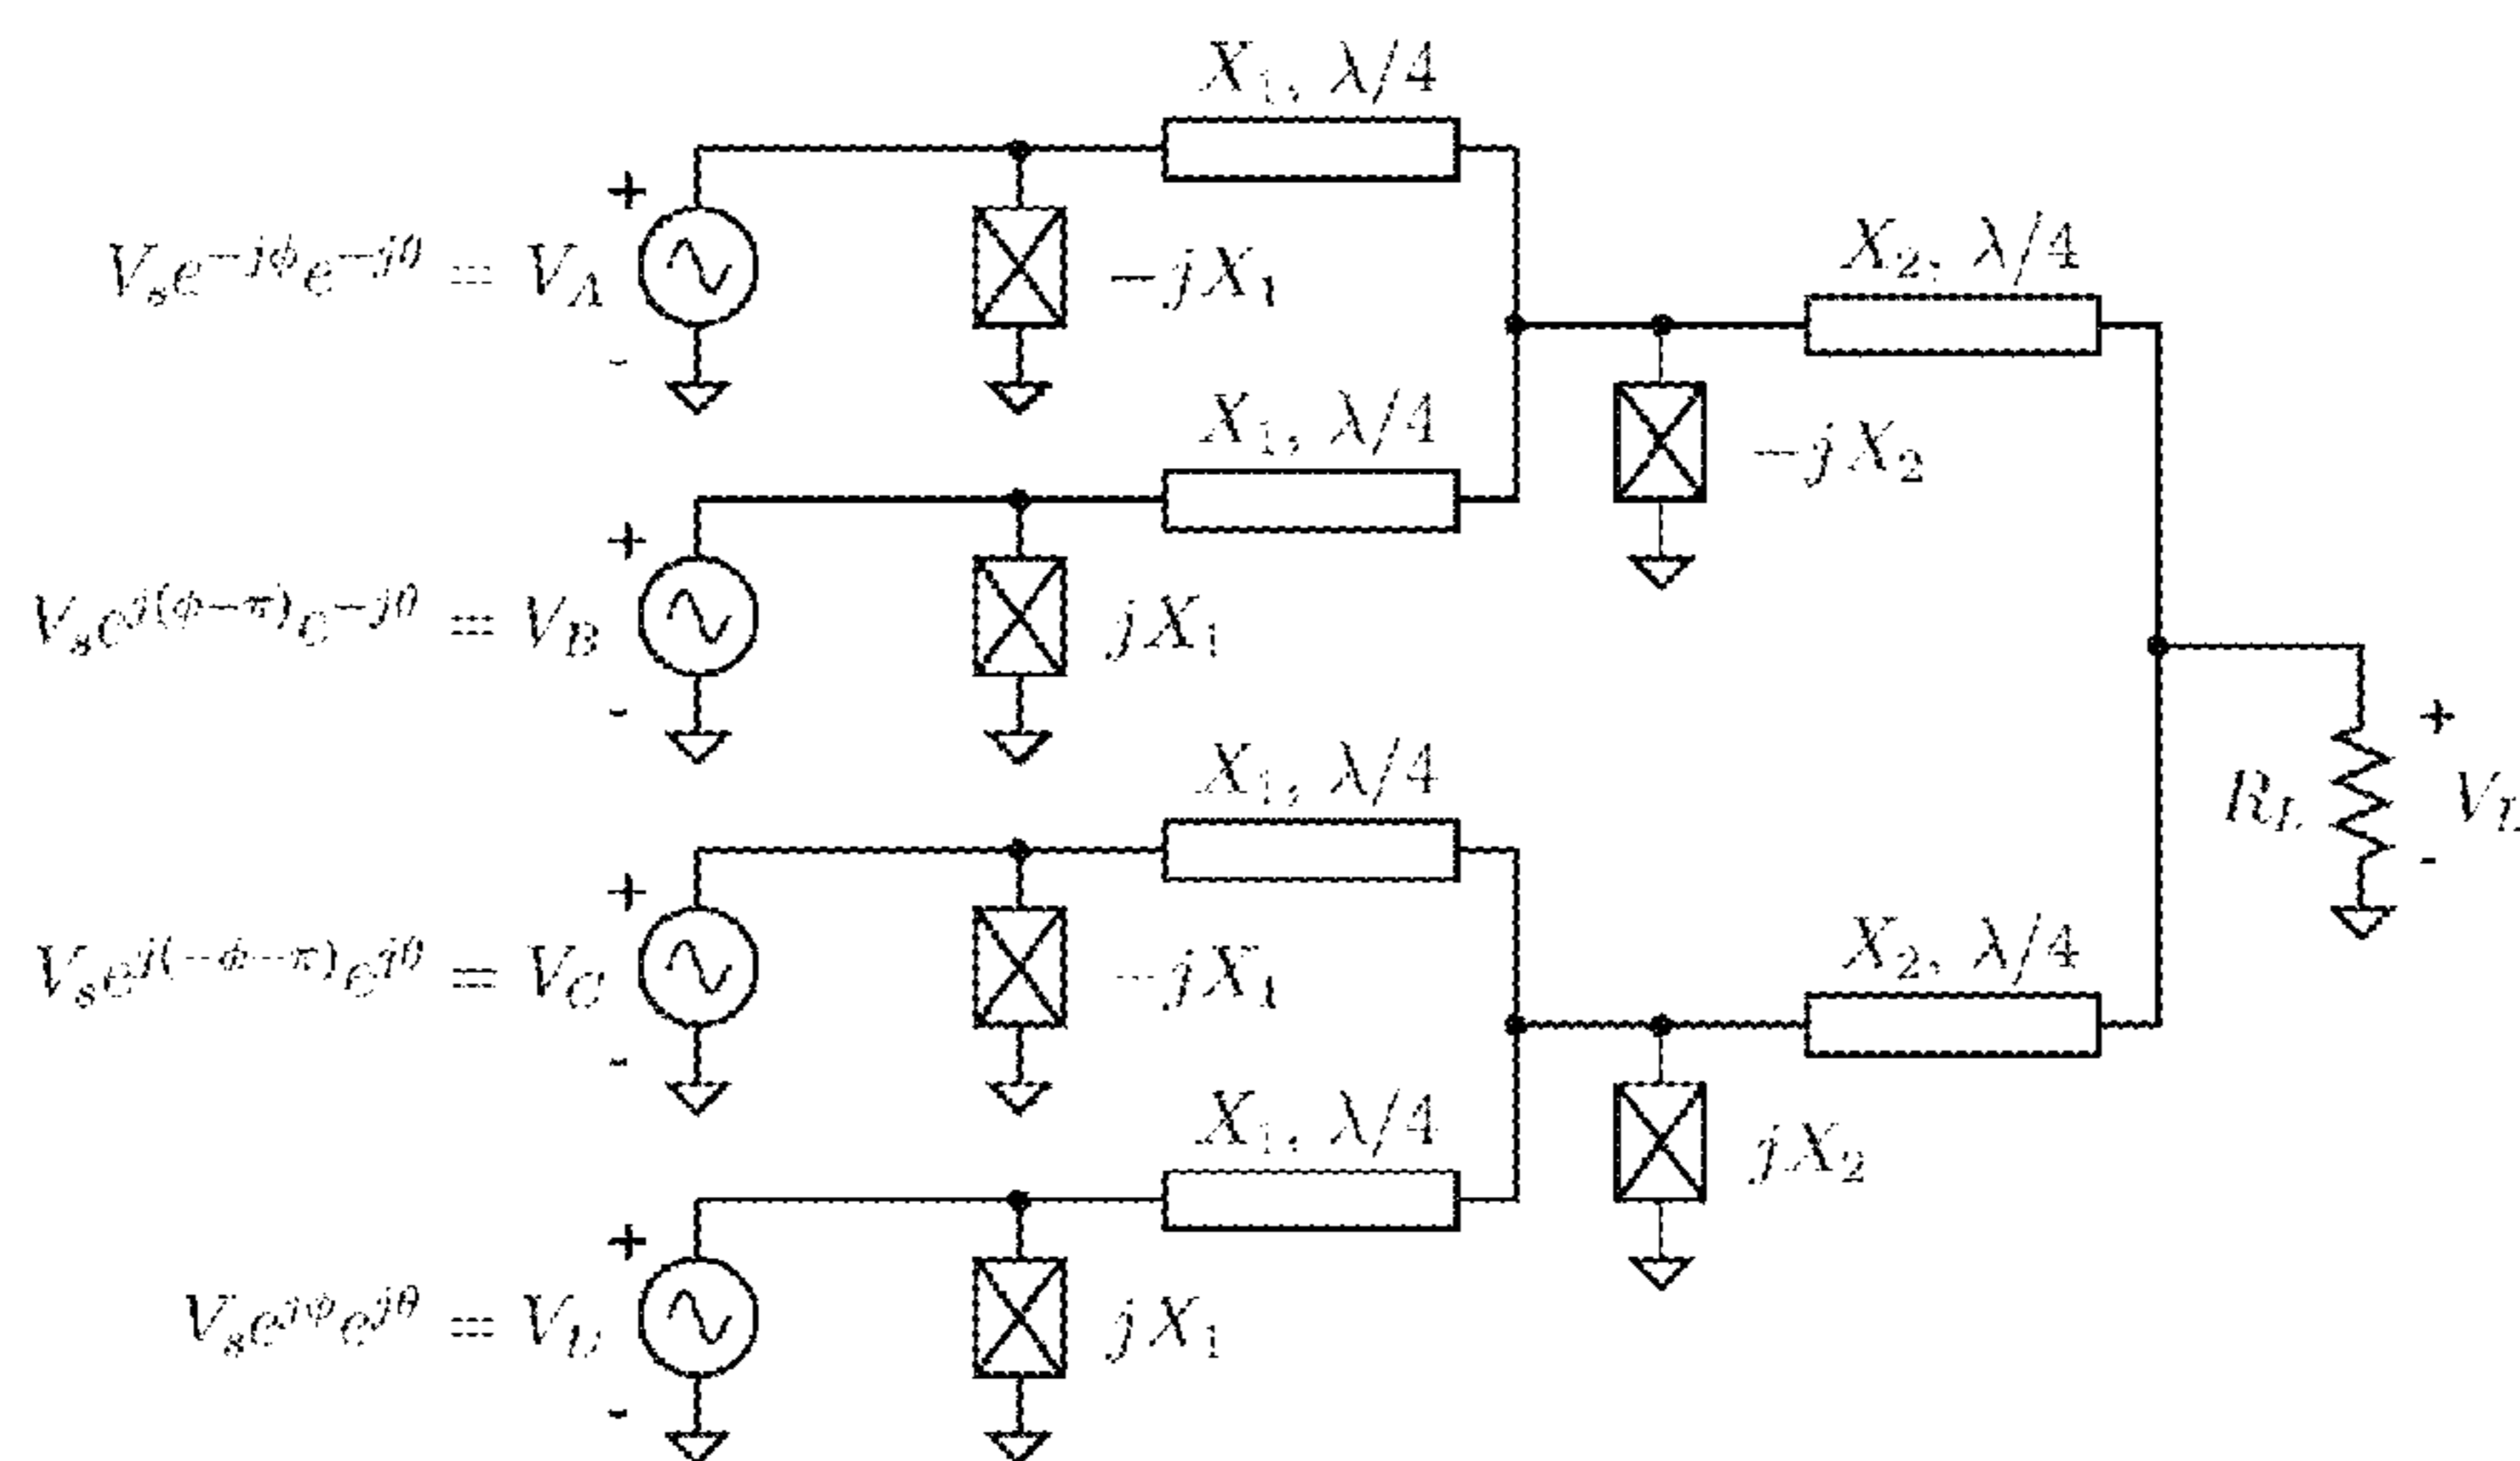 X₁, λ/4
V_s e^{-jϕ} e^{-jθ} = V_A
+
-
-jX₁
X₂, λ/4
-jX₂
X₁, λ/4
V_s e^{j(ϕ-π)} e^{-jθ} = V_B
+
-
jX₁
X₁, λ/4
R_L
+
V_L
-
V_s e^{j(-ϕ-π)} e^{jθ} = V_C
+
-
-jX₁
X₂, λ/4
jX₂
X₁, λ/4
V_s e^{jϕ} e^{jθ} = V_D
+
-
jX₁